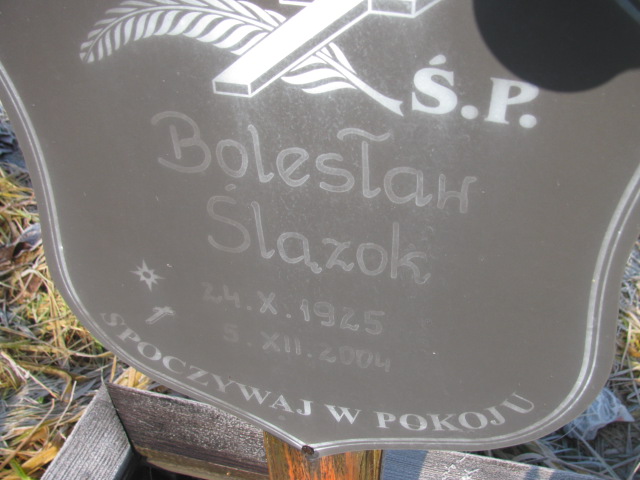 Ś.P.
Bolesław
Ślązok
24.X.1925
5.XII.2004
SPOCZYWAJ W POKOJU